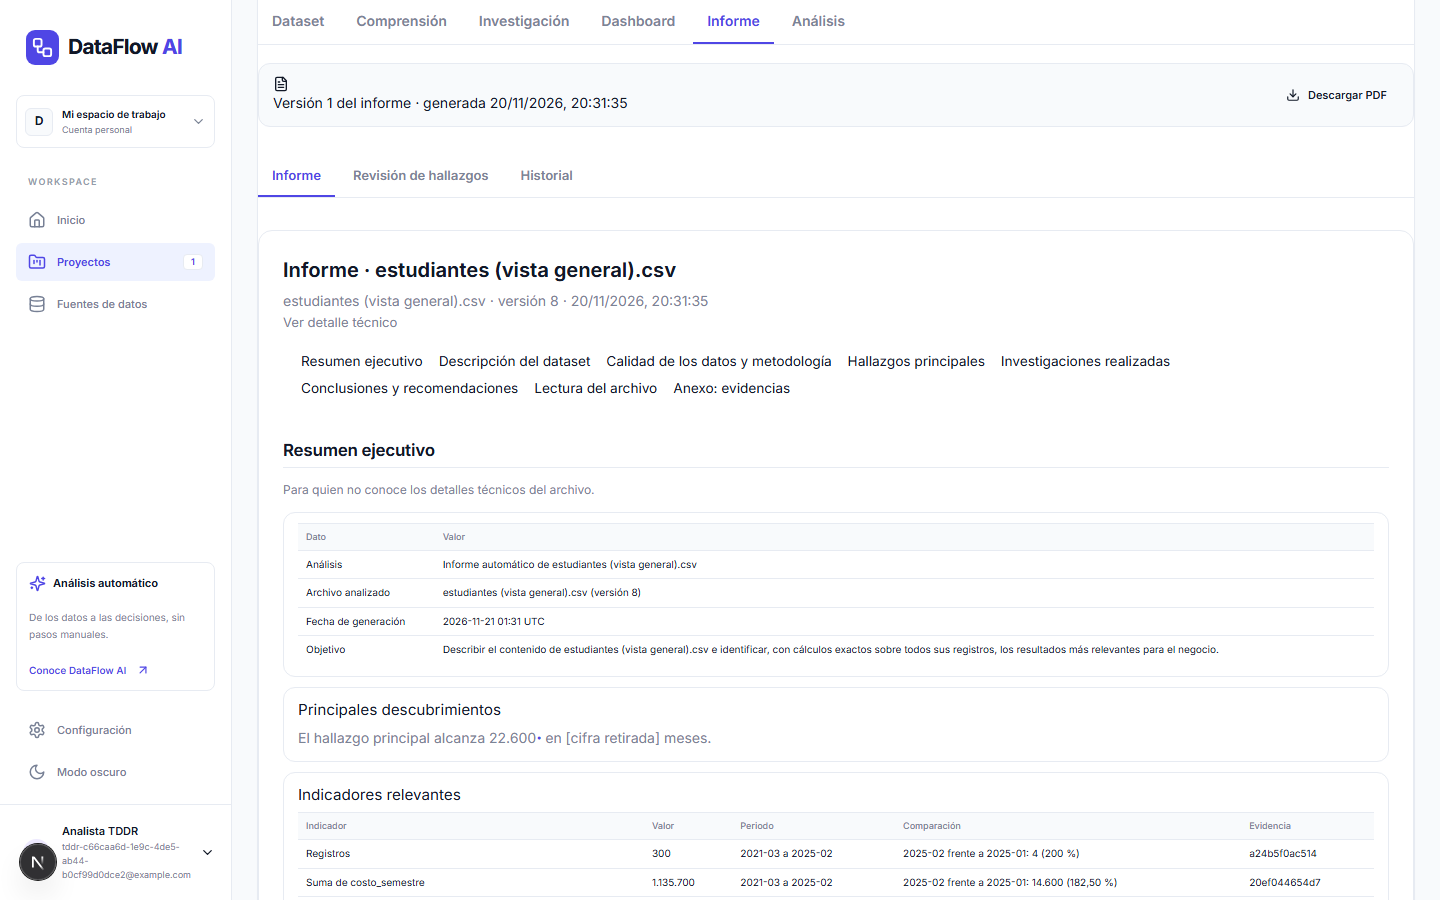 DataFlow AI
D
Mi espacio de trabajo
Cuenta personal
WORKSPACE
Inicio
Proyectos 1
Fuentes de datos
Análisis automático
De los datos a las decisiones, sin
pasos manuales.
Conoce DataFlow AI
Configuración
Modo oscuro
N
Analista TDDR
tddr-c66caa6d-1e9c-4de5-
ab44-
b0cf99d0dce2@example.com
Dataset Comprensión Investigación Dashboard Informe Análisis
Versión 1 del informe · generada 20/11/2026, 20:31:35
Descargar PDF
Informe Revisión de hallazgos Historial
Informe · estudiantes (vista general).csv
estudiantes (vista general).csv · versión 8 · 20/11/2026, 20:31:35
Ver detalle técnico
Resumen ejecutivo Descripción del dataset Calidad de los datos y metodología Hallazgos principales Investigaciones realizadas
Conclusiones y recomendaciones Lectura del archivo Anexo: evidencias
Resumen ejecutivo
Para quien no conoce los detalles técnicos del archivo.
Dato Valor
Análisis Informe automático de estudiantes (vista general).csv
Archivo analizado estudiantes (vista general).csv (versión 8)
Fecha de generación 2026-11-21 01:31 UTC
Objetivo Describir el contenido de estudiantes (vista general).csv e identificar, con cálculos exactos sobre todos sus registros, los resultados más relevantes para el negocio.
Principales descubrimientos
El hallazgo principal alcanza 22.600• en [cifra retirada] meses.
Indicadores relevantes
Indicador Valor Periodo Comparación Evidencia
Registros 300 2021-03 a 2025-02 2025-02 frente a 2025-01: 4 (200 %) a24b5f0ac514
Suma de costo_semestre 1.135.700 2021-03 a 2025-02 2025-02 frente a 2025-01: 14.600 (182,50 %) 20ef044654d7